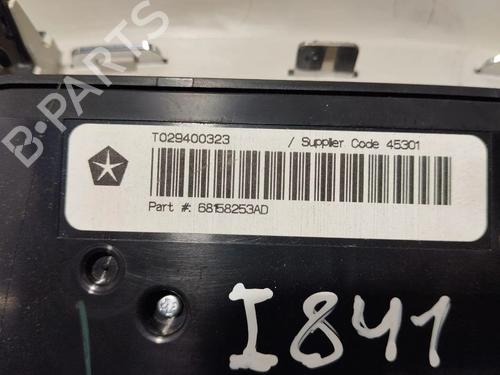 T029400323 / Supplier Code 45301
Part #: 68158253AD
B-PARTS
I841